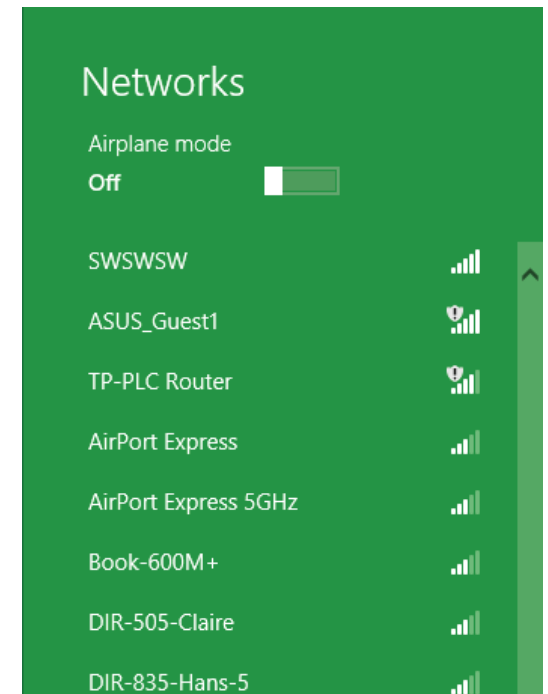 Networks
Airplane mode
Off
SWSWSW
ASUS_Guest1
TP-PLC Router
AirPort Express
AirPort Express 5GHz
Book-600M+
DIR-505-Claire
DIR-835-Hans-5